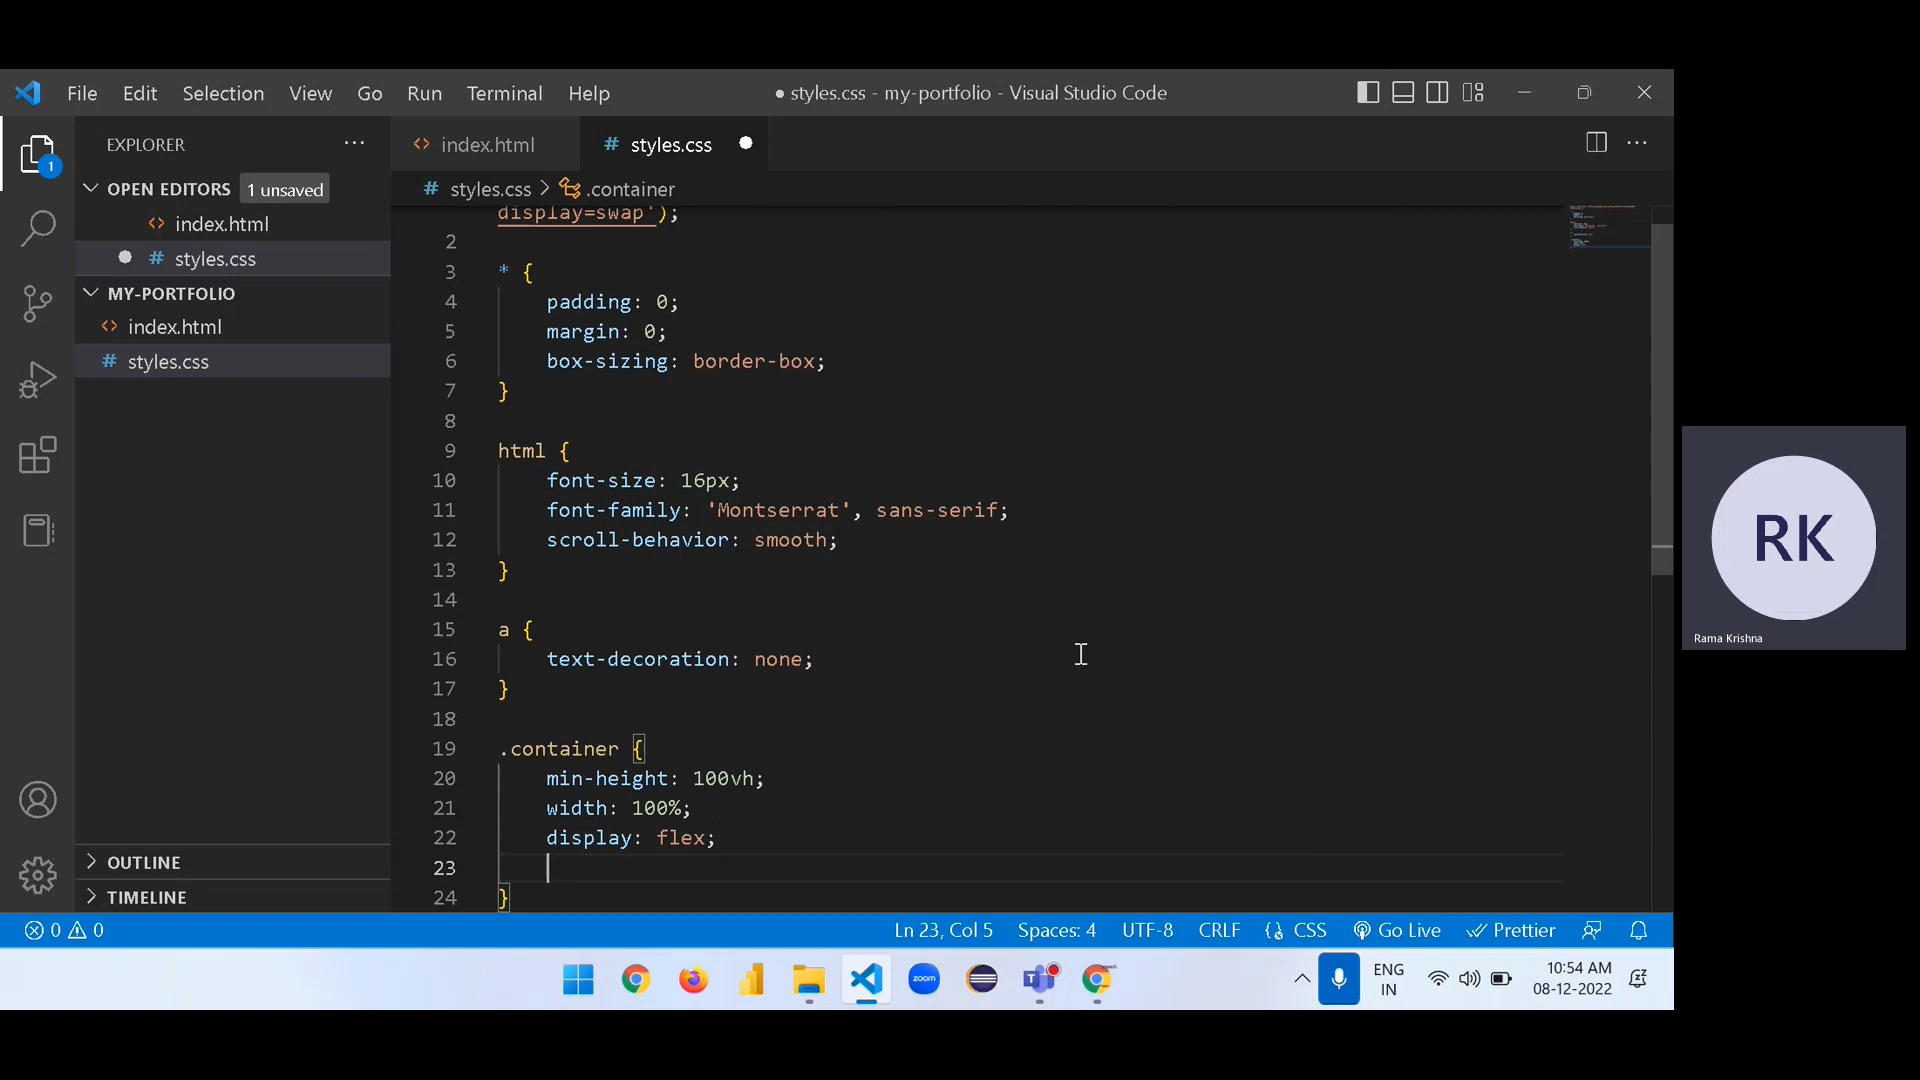 File Edit Selection View Go Run Terminal Help
● styles.css - my-portfolio - Visual Studio Code
EXPLORER
1
OPEN EDITORS 1 unsaved
index.html
# styles.css
MY-PORTFOLIO
index.html
# styles.css
OUTLINE
TIMELINE
index.html # styles.css
# styles.css > .container
display=swap');
2
3 * {
4 padding: 0;
5 margin: 0;
6 box-sizing: border-box;
7 }
8
9 html {
10 font-size: 16px;
11 font-family: 'Montserrat', sans-serif;
12 scroll-behavior: smooth;
13 }
14
15 a {
16 text-decoration: none;
17 }
18
19 .container {
20 min-height: 100vh;
21 width: 100%;
22 display: flex;
23
24 }
0 0 Ln 23, Col 5 Spaces: 4 UTF-8 CRLF CSS Go Live Prettier
zoom
ENG
IN
10:54 AM
08-12-2022
RK
Rama Krishna